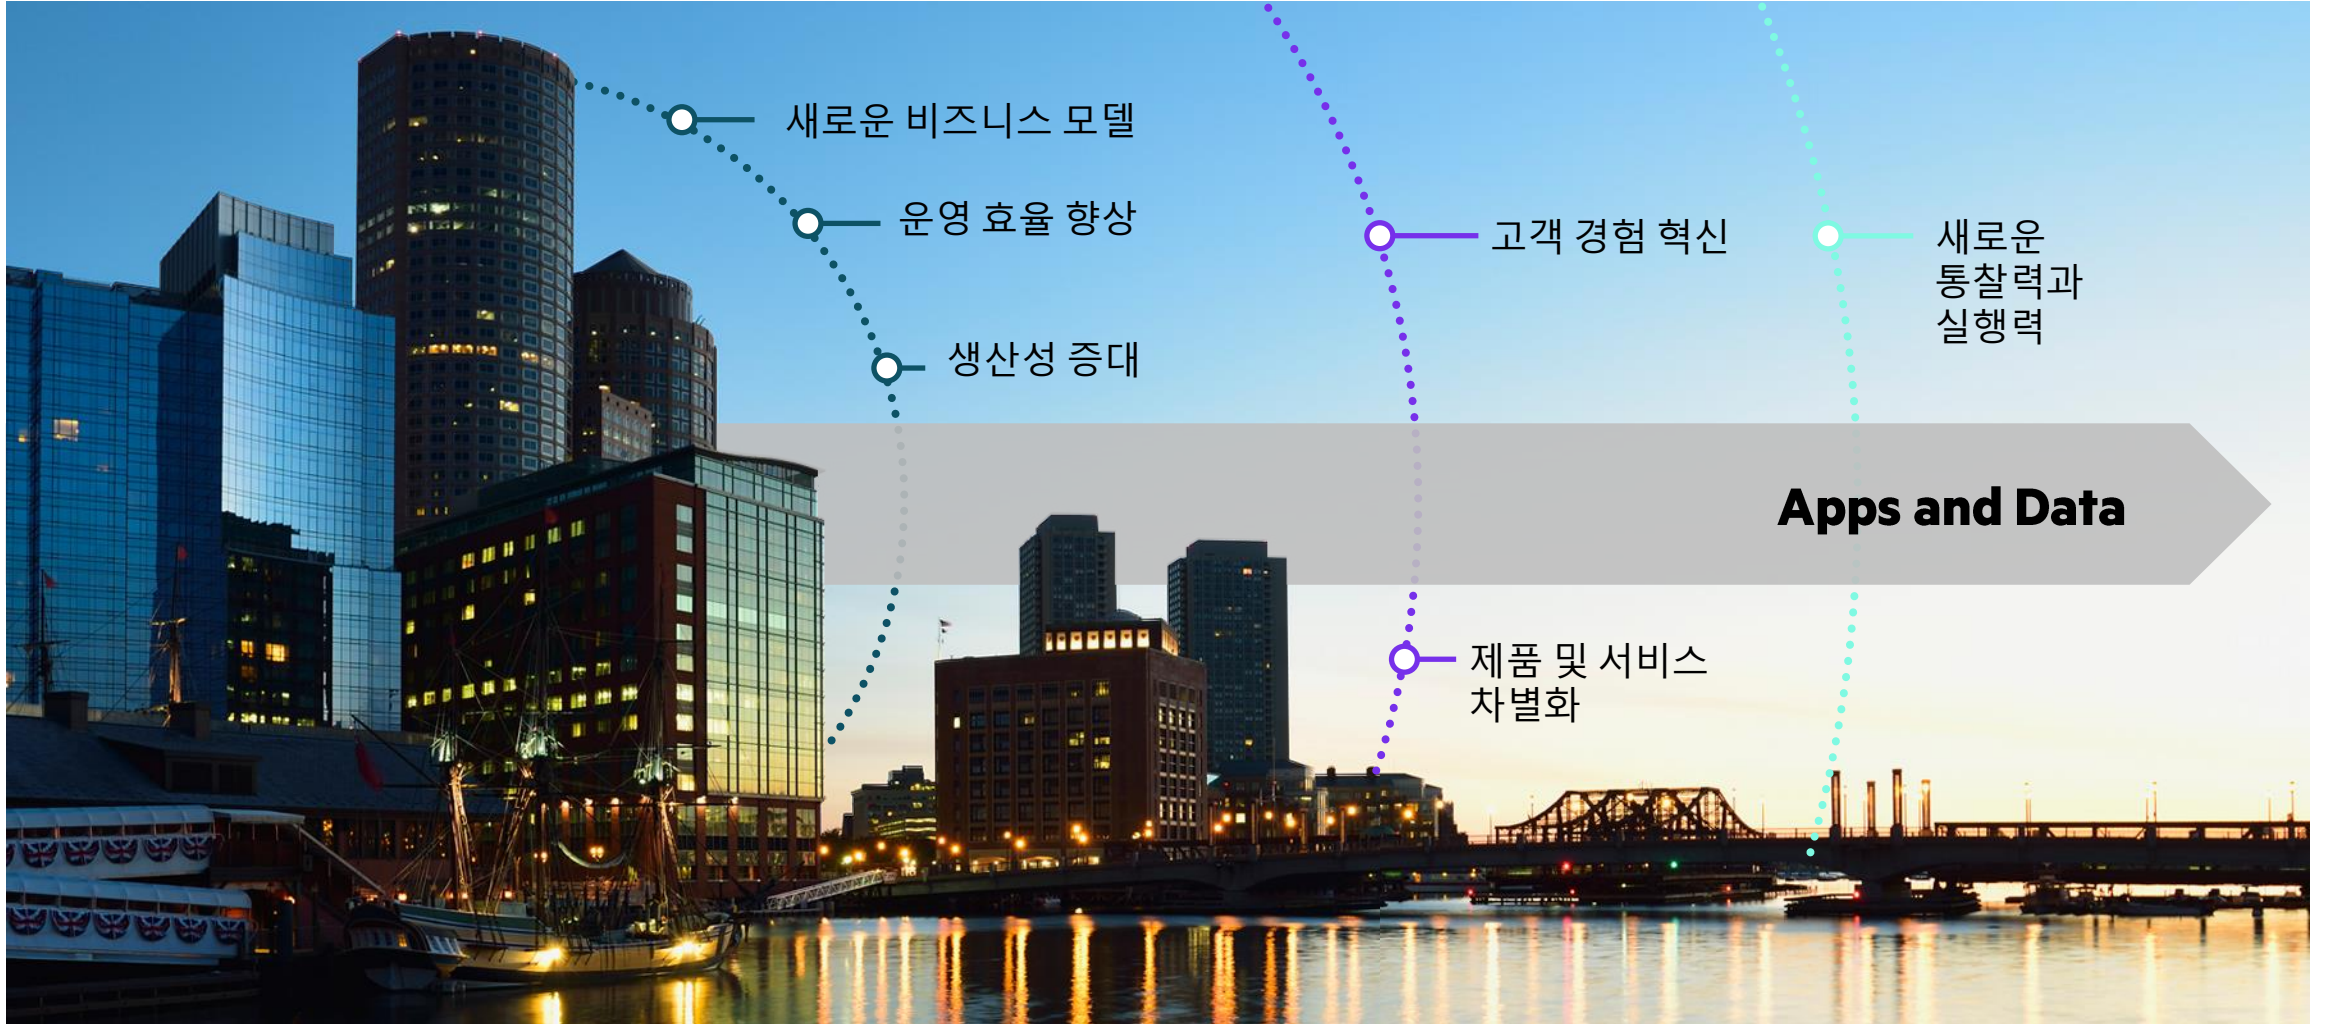 새로운 비즈니스 모델
운영 효율 향상
생산성 증대
고객 경험 혁신
새로운
통찰력과
실행력
Apps and Data
제품 및 서비스
차별화